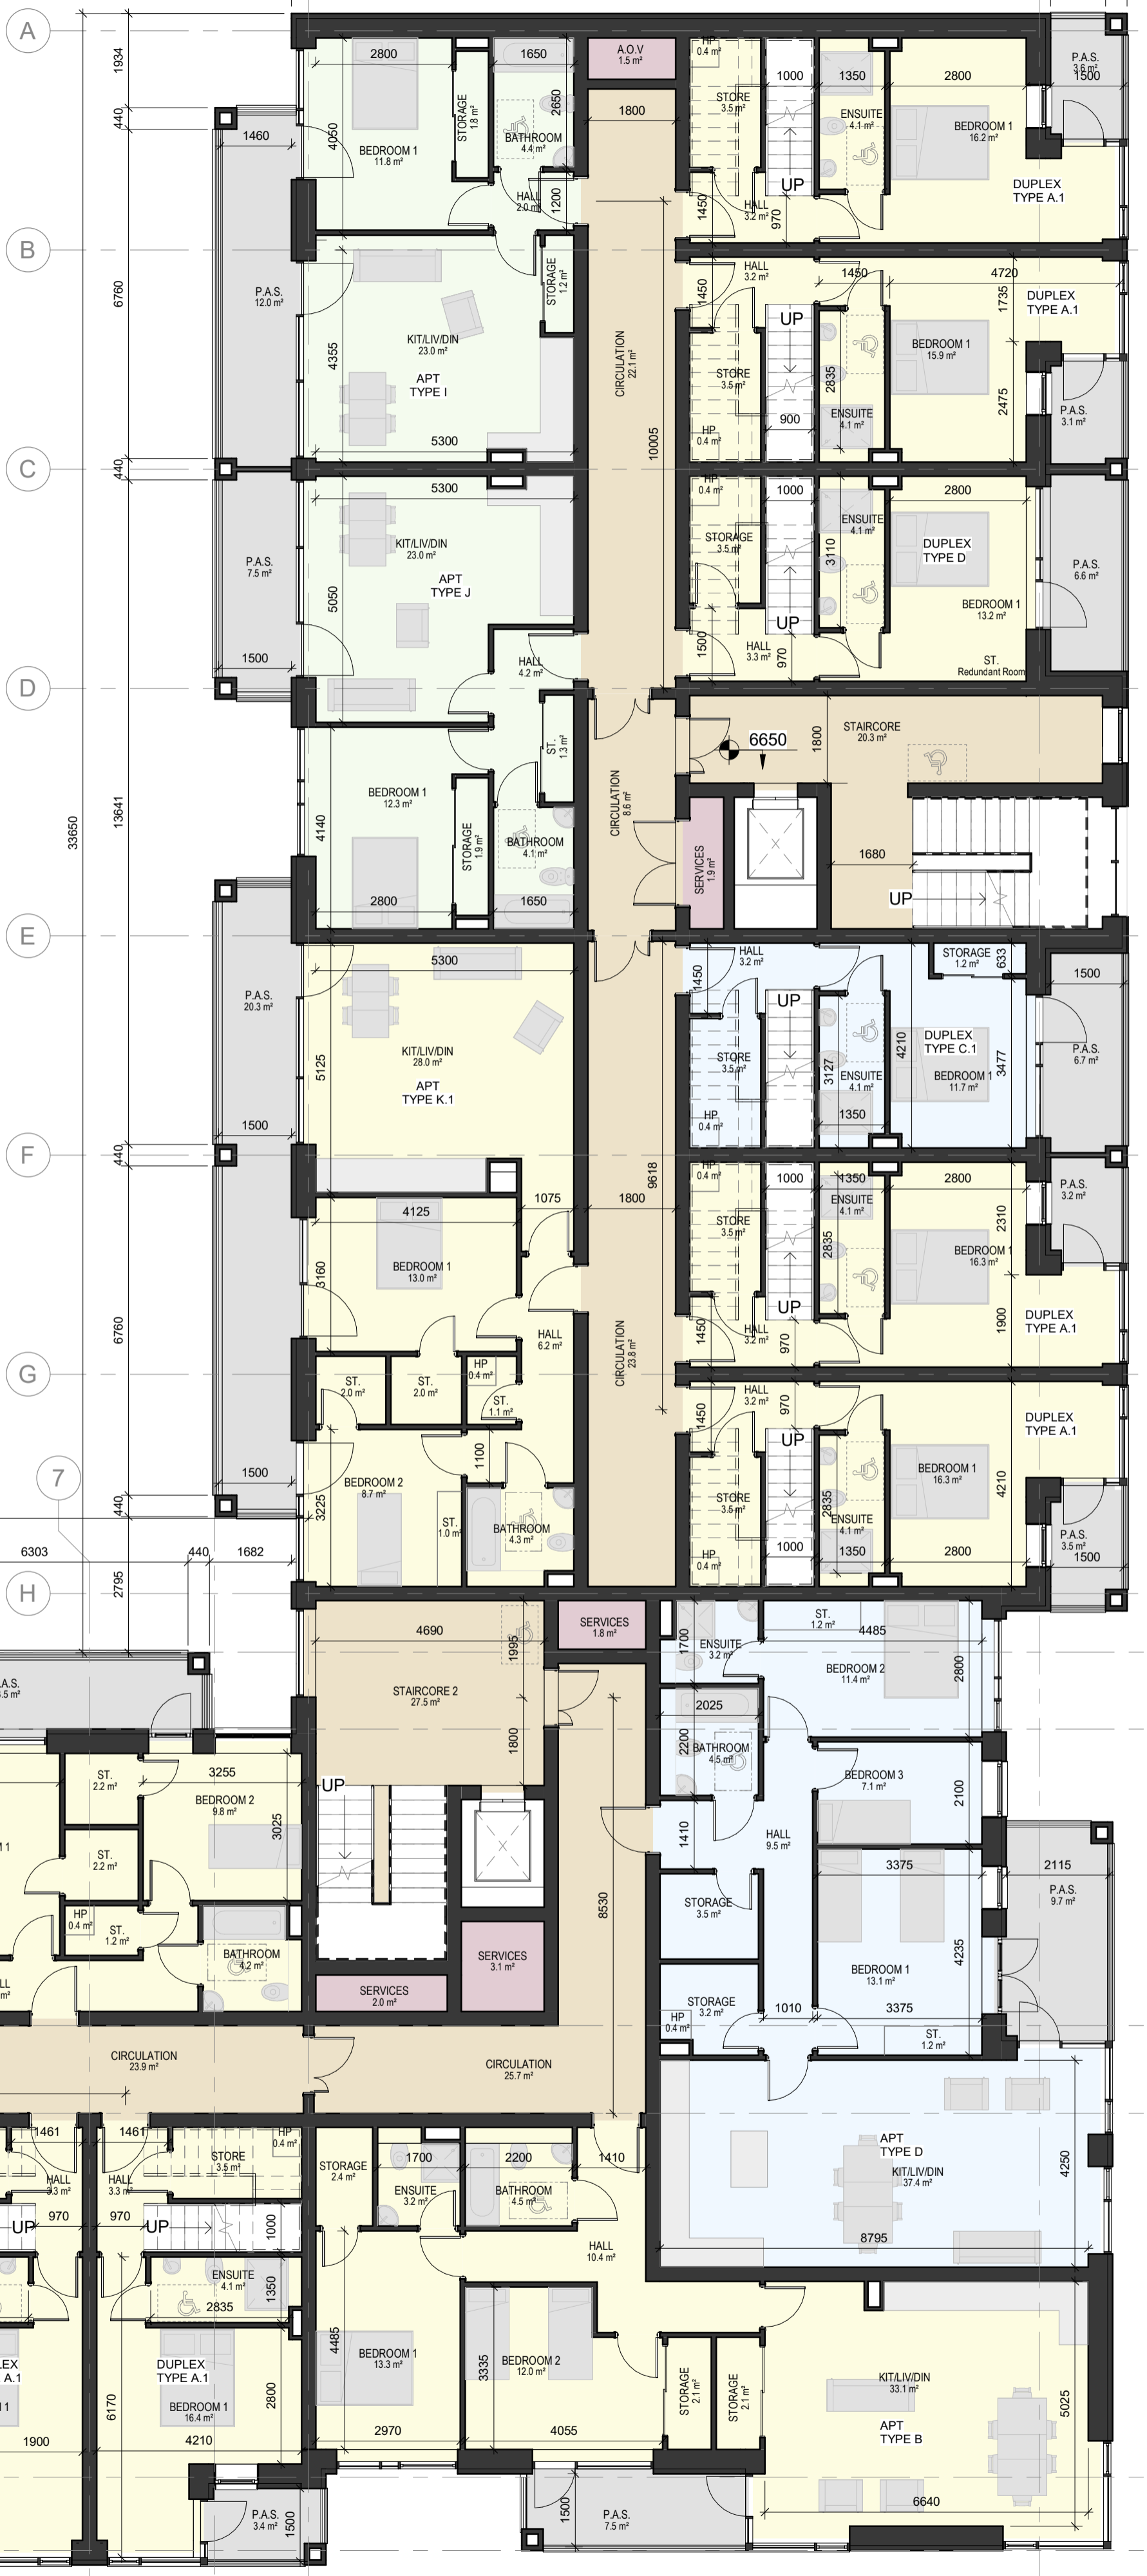 A
1934
440
1460
2800
4050
BEDROOM 1
11.8 m²
STORAGE
1.8 m²
1650
2650
BATHROOM
4.4 m²
HALL
2.0 m²
1200
A.O.V
1.5 m²
1800
HP
0.4 m²
STORE
3.5 m²
1000
UP
1350
ENSUITE
4.1 m²
2800
BEDROOM 1
16.2 m²
P.A.S.
3.6 m²
1500
DUPLEX
TYPE A.1
1450
HALL
3.2 m²
970
B
6760
P.A.S.
12.0 m²
4355
STORAGE
1.2 m²
KIT/LIV/DIN
23.0 m²
APT
TYPE I
5300
CIRCULATION
22.1 m²
10005
HALL
3.2 m²
1450
1450
4720
1735
DUPLEX
TYPE A.1
UP
STORE
3.5 m²
2835
BEDROOM 1
15.9 m²
2475
900
ENSUITE
4.1 m²
HP
0.4 m²
P.A.S.
3.1 m²
C
440
5300
KIT/LIV/DIN
23.0 m²
APT
TYPE J
5050
P.A.S.
7.5 m²
1500
HALL
4.2 m²
HP
0.4 m²
1000
STORAGE
3.5 m²
ENSUITE
4.1 m²
3110
2800
DUPLEX
TYPE D
BEDROOM 1
13.2 m²
P.A.S.
6.6 m²
UP
1500
HALL
3.3 m²
970
ST.
Redundant Room
D
33650
13641
ST.
1.3 m²
BEDROOM 1
12.3 m²
4140
STORAGE
1.9 m²
BATHROOM
4.1 m²
2800
1650
CIRCULATION
8.6 m²
6650
1800
STAIRCORE
20.3 m²
SERVICES
1.9 m²
1680
UP
E
5300
P.A.S.
20.3 m²
5125
KIT/LIV/DIN
28.0 m²
APT
TYPE K.1
1500
HALL
3.2 m²
1450
UP
STORE
3.5 m²
HP
0.4 m²
3127
ENSUITE
4.1 m²
1350
STORAGE
1.2 m²
633
4210
DUPLEX
TYPE C.1
BEDROOM 1
11.7 m²
3477
1500
P.A.S.
6.7 m²
F
440
4125
3160
BEDROOM 1
13.0 m²
1075
1800
9618
HP
0.4 m²
STORE
3.5 m²
1000
1350
ENSUITE
4.1 m²
2835
2800
2310
BEDROOM 1
16.3 m²
P.A.S.
3.2 m²
UP
1450
HALL
3.2 m²
970
1900
DUPLEX
TYPE A.1
6760
HALL
6.2 m²
CIRCULATION
23.8 m²
G
ST.
2.0 m²
ST.
2.0 m²
HP
0.4 m²
ST.
1.1 m²
1100
HALL
3.2 m²
1450
970
UP
DUPLEX
TYPE A.1
7
1500
BEDROOM 2
8.7 m²
3225
ST.
1.0 m²
BATHROOM
4.3 m²
STORE
3.5 m²
HP
0.4 m²
1000
2835
ENSUITE
4.1 m²
1350
BEDROOM 1
16.3 m²
4210
2800
P.A.S.
3.5 m²
1500
440
6303
440
1682
2795
H
4690
1995
STAIRCORE 2
27.5 m²
1800
UP
SERVICES
1.8 m²
1700
ENSUITE
3.2 m²
ST.
1.2 m²
4485
BEDROOM 2
11.4 m²
2800
2025
2200
BATHROOM
4.5 m²
BEDROOM 3
7.1 m²
2100
1410
HALL
9.5 m²
STORAGE
3.5 m²
3375
BEDROOM 1
13.1 m²
4235
2115
P.A.S.
9.7 m²
STORAGE
3.2 m²
HP
0.4 m²
1010
3375
ST.
1.2 m²
8530
SERVICES
3.1 m²
SERVICES
2.0 m²
A.S.
.5 m²
ST.
2.2 m²
3255
BEDROOM 2
9.8 m²
3025
ST.
2.2 m²
1
HP
0.4 m²
ST.
1.2 m²
BATHROOM
4.2 m²
LL
m²
CIRCULATION
23.9 m²
CIRCULATION
25.7 m²
1461
HALL
3.3 m²
1461
HALL
3.3 m²
STORE
3.5 m²
HP
0.4 m²
UP
970
970
UP
1000
ENSUITE
4.1 m²
2835
1350
STORAGE
2.4 m²
1700
ENSUITE
3.2 m²
2200
BATHROOM
4.5 m²
1410
HALL
10.4 m²
APT
TYPE D
KIT/LIV/DIN
37.4 m²
4250
8795
LEX
A.1
1
6170
DUPLEX
TYPE A.1
BEDROOM 1
16.4 m²
2800
1900
4210
4485
BEDROOM 1
13.3 m²
2970
3335
BEDROOM 2
12.0 m²
4055
STORAGE
2.1 m²
STORAGE
2.1 m²
KIT/LIV/DIN
33.1 m²
APT
TYPE B
5025
6640
P.A.S.
3.4 m²
1500
1500
P.A.S.
7.5 m²